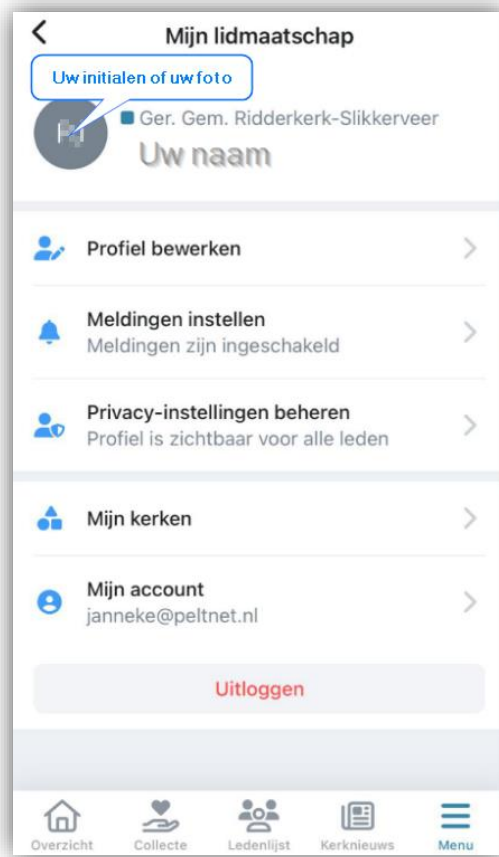 Mijn lidmaatschap
Uw initialen of uw foto
Ger. Gem. Ridderkerk-Slikkerveer
Uw naam
Profiel bewerken
Meldingen instellen
Meldingen zijn ingeschakeld
Privacy-instellingen beheren
Profiel is zichtbaar voor alle leden
Mijn kerken
Mijn account
janneke@peltnet.nl
Uitloggen
Overzicht Collecte Ledenlijst Kerknieuws Menu